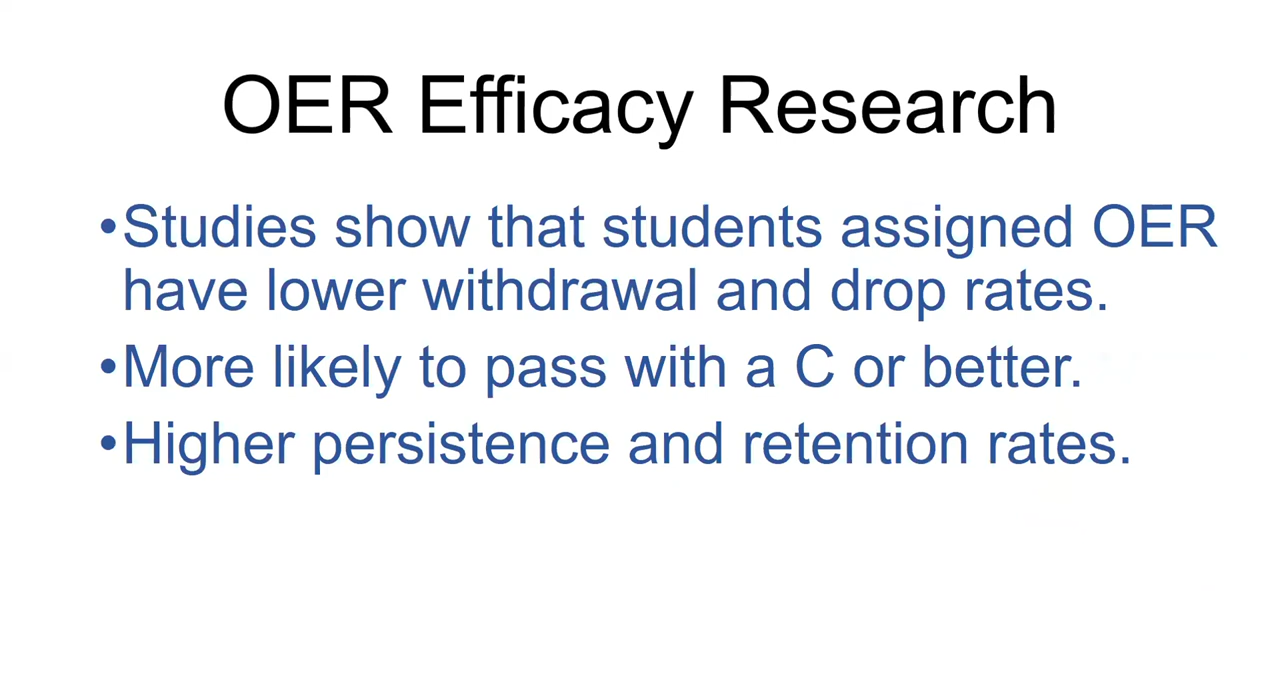 OER Efficacy Research
•Studies show that students assigned OER
have lower withdrawal and drop rates.
•More likely to pass with a C or better.
•Higher persistence and retention rates.